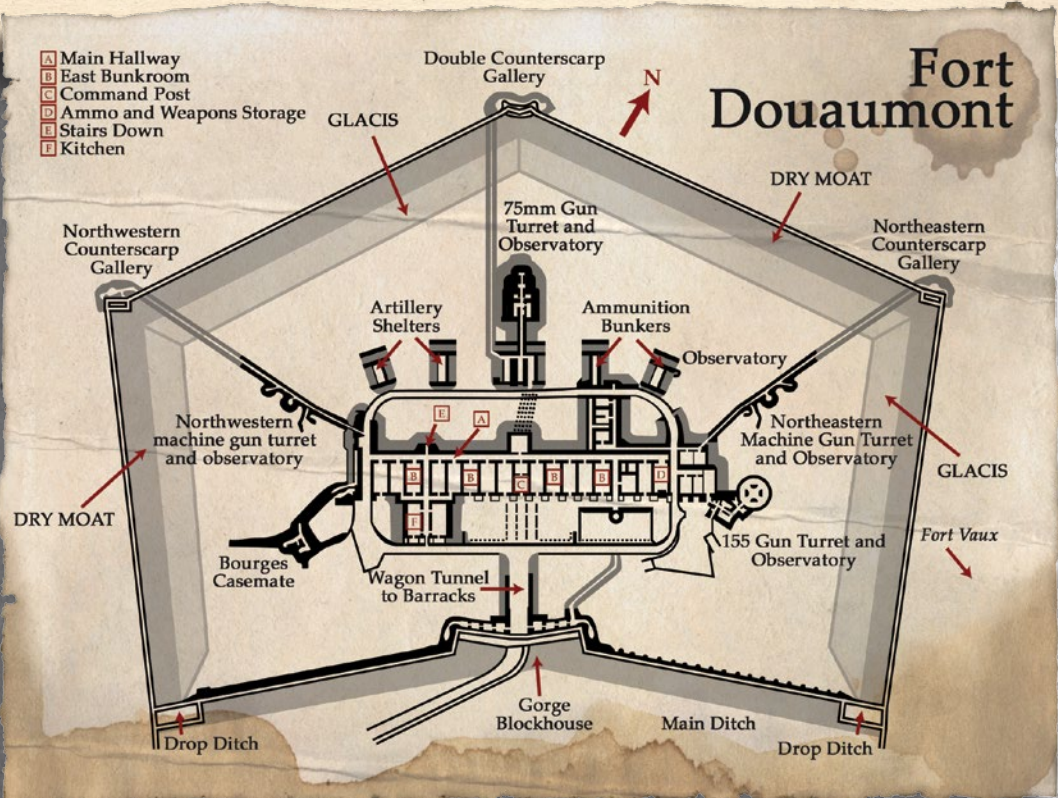 Fort
Douaumont
A Main Hallway
B East Bunkroom
C Command Post
D Ammo and Weapons Storage
E Stairs Down
F Kitchen
Double Counterscarp
Gallery
N
GLACIS
DRY MOAT
Northwestern
Counterscarp
Gallery
75mm Gun
Turret and
Observatory
Northeastern
Counterscarp
Gallery
Artillery
Shelters
Ammunition
Bunkers
Observatory
Northwestern
machine gun turret
and observatory
E
A
Northeastern
Machine Gun Turret
and Observatory
GLACIS
B
B
C
B
B
D
F
DRY MOAT
Fort Vaux
155 Gun Turret and
Observatory
Bourges
Casemate
Wagon Tunnel
to Barracks
Gorge
Blockhouse
Main Ditch
Drop Ditch
Drop Ditch